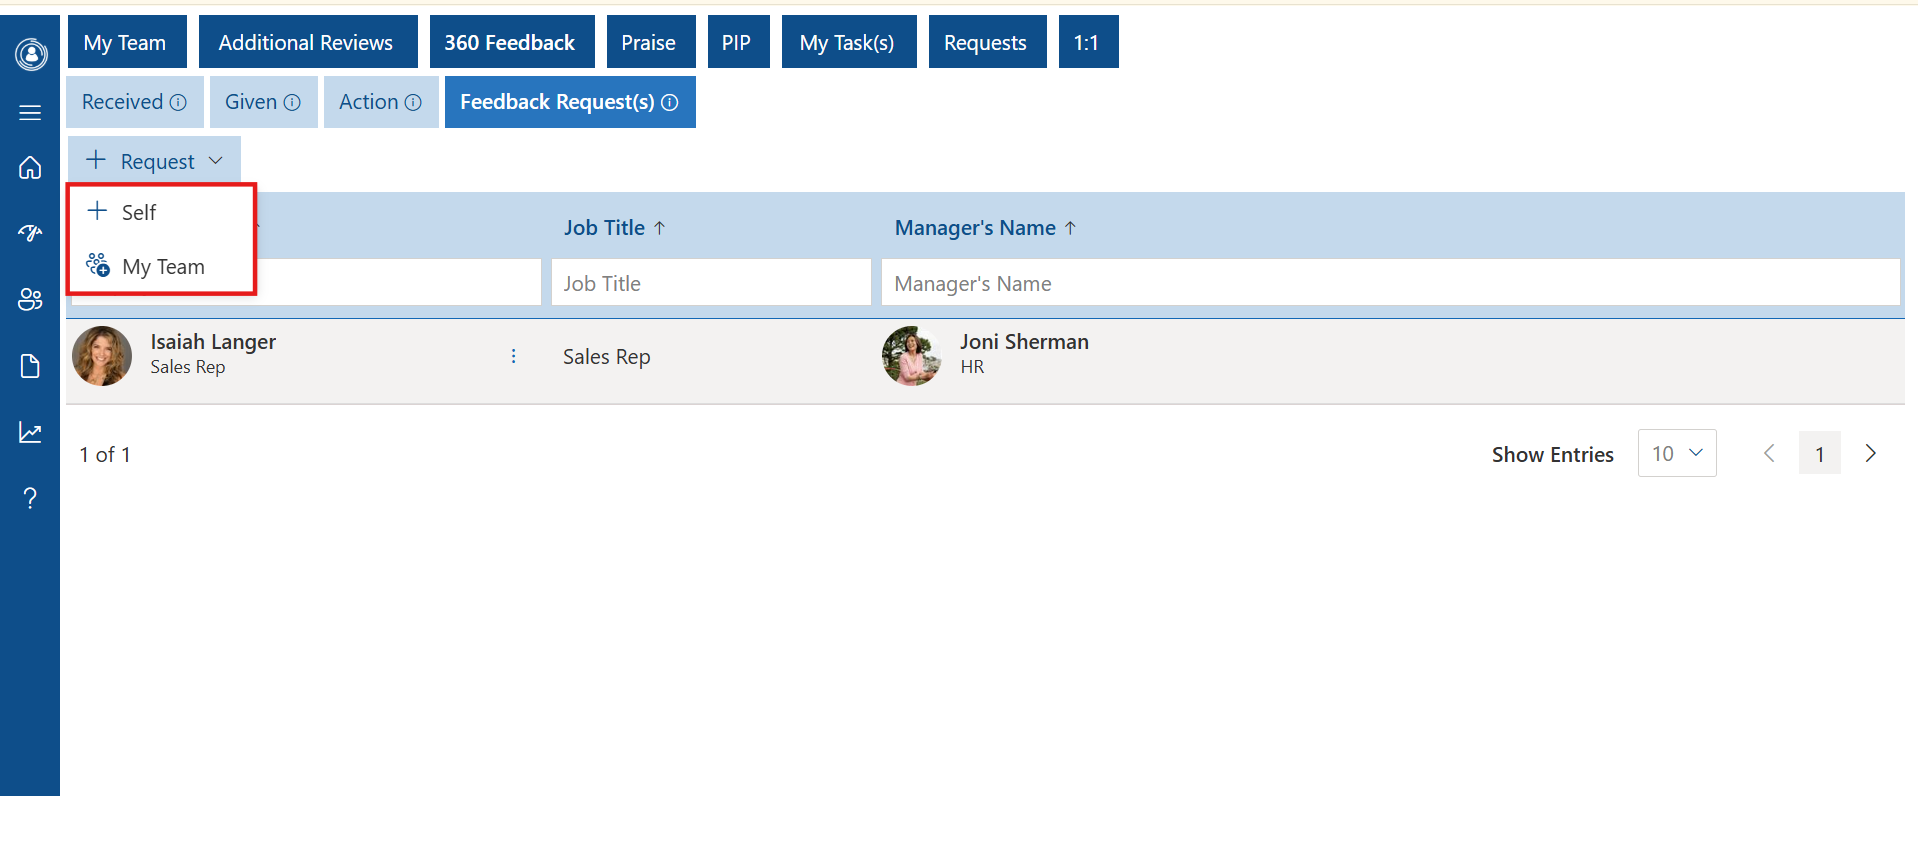 My Team Additional Reviews 360 Feedback Praise PIP My Task(s) Requests 1:1
Received Given Action Feedback Request(s)
Request
Self
My Team
Job Title Manager's Name
Job Title Manager's Name
Isaiah Langer
Sales Rep
Sales Rep
Joni Sherman
HR
1 of 1
Show Entries 10 1